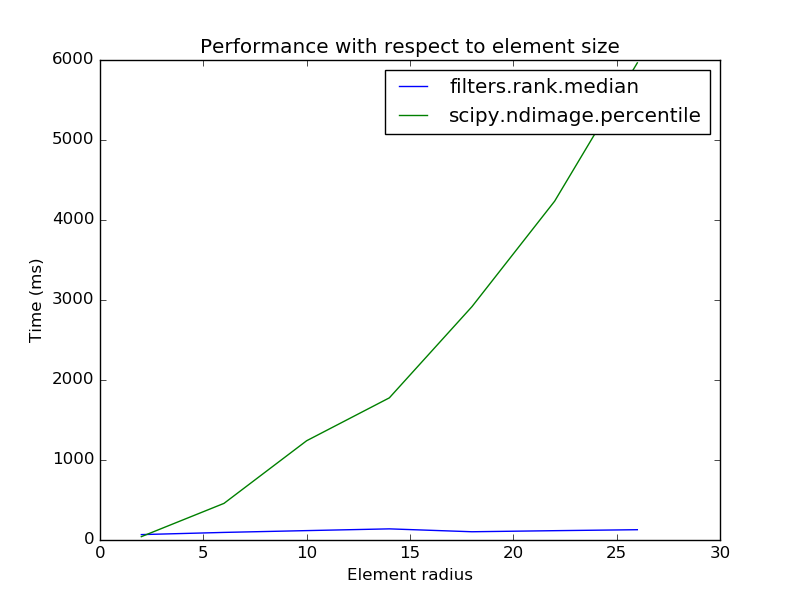 Performance with respect to element size
6000
5000
4000
3000
2000
1000
0
Time (ms)
filters.rank.median
scipy.ndimage.percentile
0 5 10 15 20 25 30
Element radius